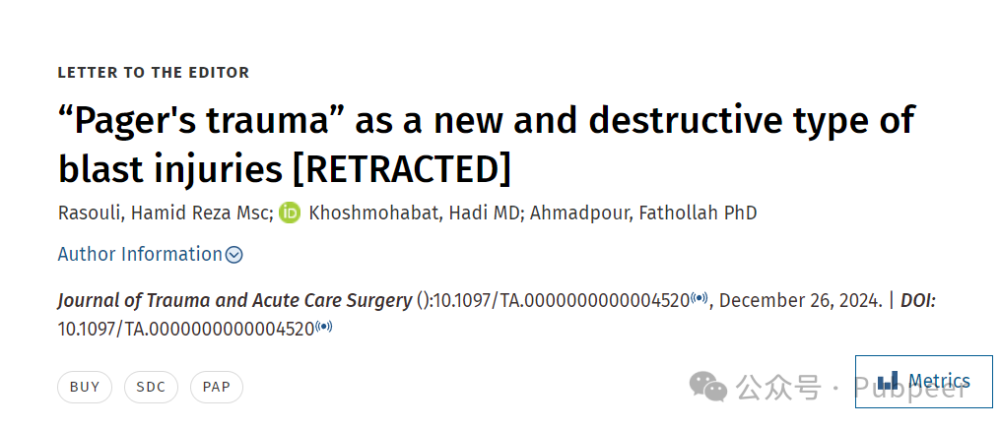 LETTER TO THE EDITOR
“Pager's trauma” as a new and destructive type of
blast injuries [RETRACTED]
Rasouli, Hamid Reza Msc; iD Khoshmohabat, Hadi MD; Ahmadpour, Fathollah PhD
Author Information
Journal of Trauma and Acute Care Surgery ():10.1097/TA.0000000000004520, December 26, 2024. | DOI:
10.1097/TA.0000000000004520
BUY SDC PAP
公众号 · Pubpeer
Metrics